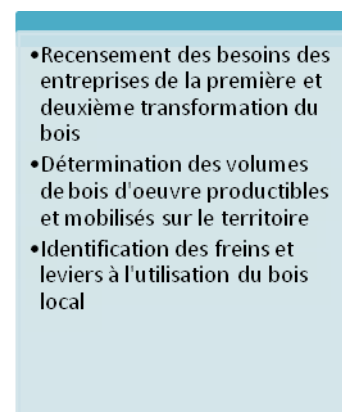 •Recensement des besoins des
entreprises de la première et
deuxième transformation du
bois
•Détermination des volumes
de bois d'oeuvre productibles
et mobilisés sur le territoire
•Identification des freins et
leviers à l'utilisation du bois
local